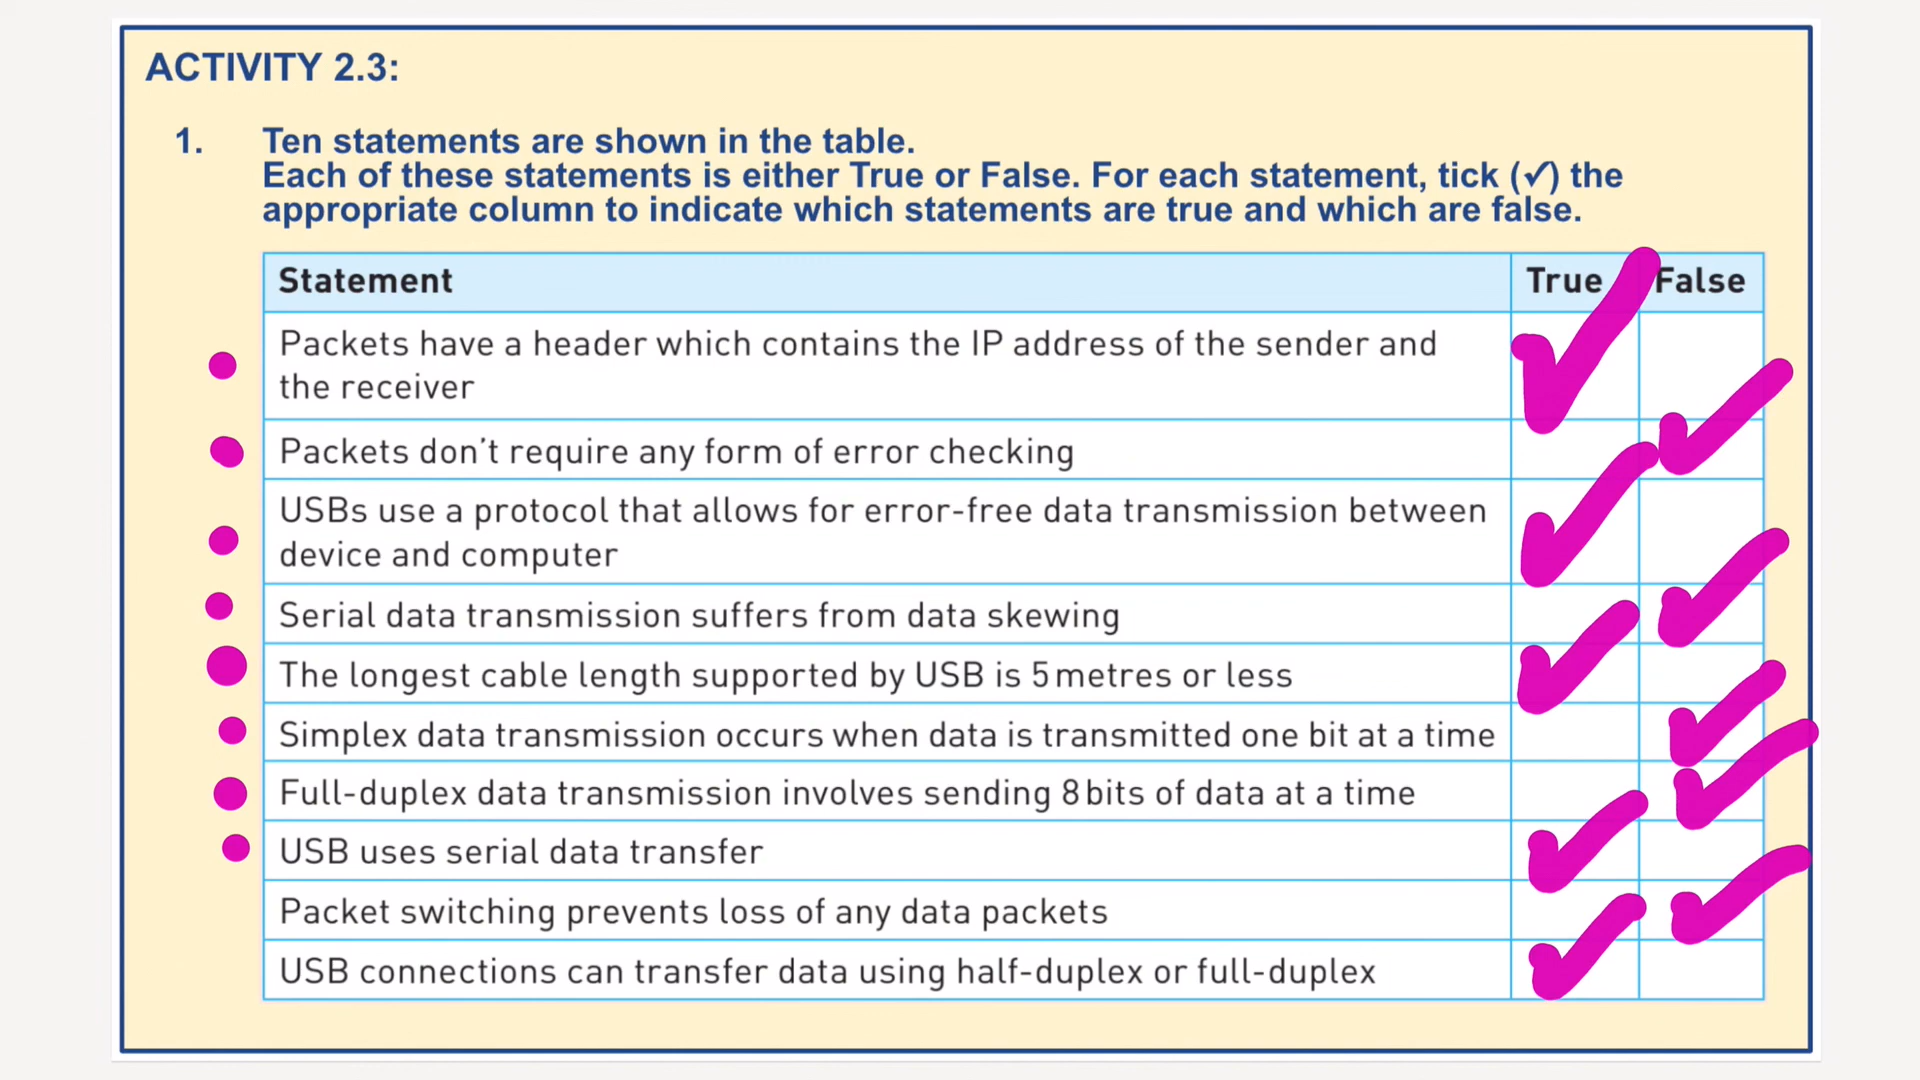 ACTIVITY 2.3:
1. Ten statements are shown in the table.
Each of these statements is either True or False. For each statement, tick (✓) the
appropriate column to indicate which statements are true and which are false.
Statement True False
Packets have a header which contains the IP address of the sender and
the receiver ✓
Packets don't require any form of error checking ✓
USBs use a protocol that allows for error-free data transmission between
device and computer ✓
Serial data transmission suffers from data skewing ✓
The longest cable length supported by USB is 5 metres or less ✓
Simplex data transmission occurs when data is transmitted one bit at a time ✓
Full-duplex data transmission involves sending 8 bits of data at a time ✓
USB uses serial data transfer ✓
Packet switching prevents loss of any data packets ✓
USB connections can transfer data using half-duplex or full-duplex ✓